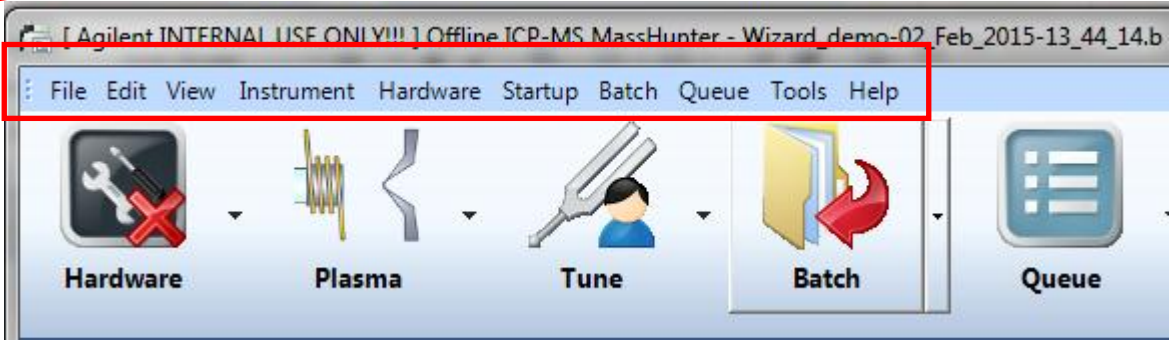 [ Agilent INTERNAL USE ONLY!!! ] Offline ICP-MS MassHunter - Wizard_demo-02_Feb_2015-13_44_14.b
File Edit View Instrument Hardware Startup Batch Queue Tools Help
Hardware Plasma Tune Batch Queue